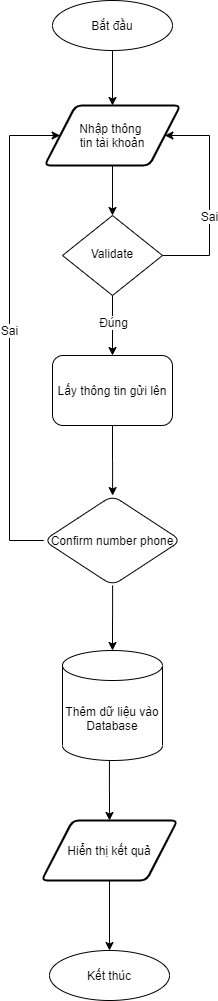 Bắt đầu
Nhập thông
tin tài khoản
Sai
Validate
Đúng
Sai
Lấy thông tin gửi lên
Confirm number phone
Thêm dữ liệu vào
Database
Hiển thị kết quả
Kết thúc